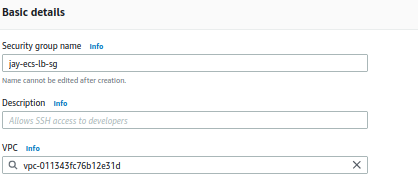 Basic details
Security group name Info
jay-ecs-lb-sg
Name cannot be edited after creation.
Description Info
Allows SSH access to developers
VPC Info
vpc-011343fc76b12e31d